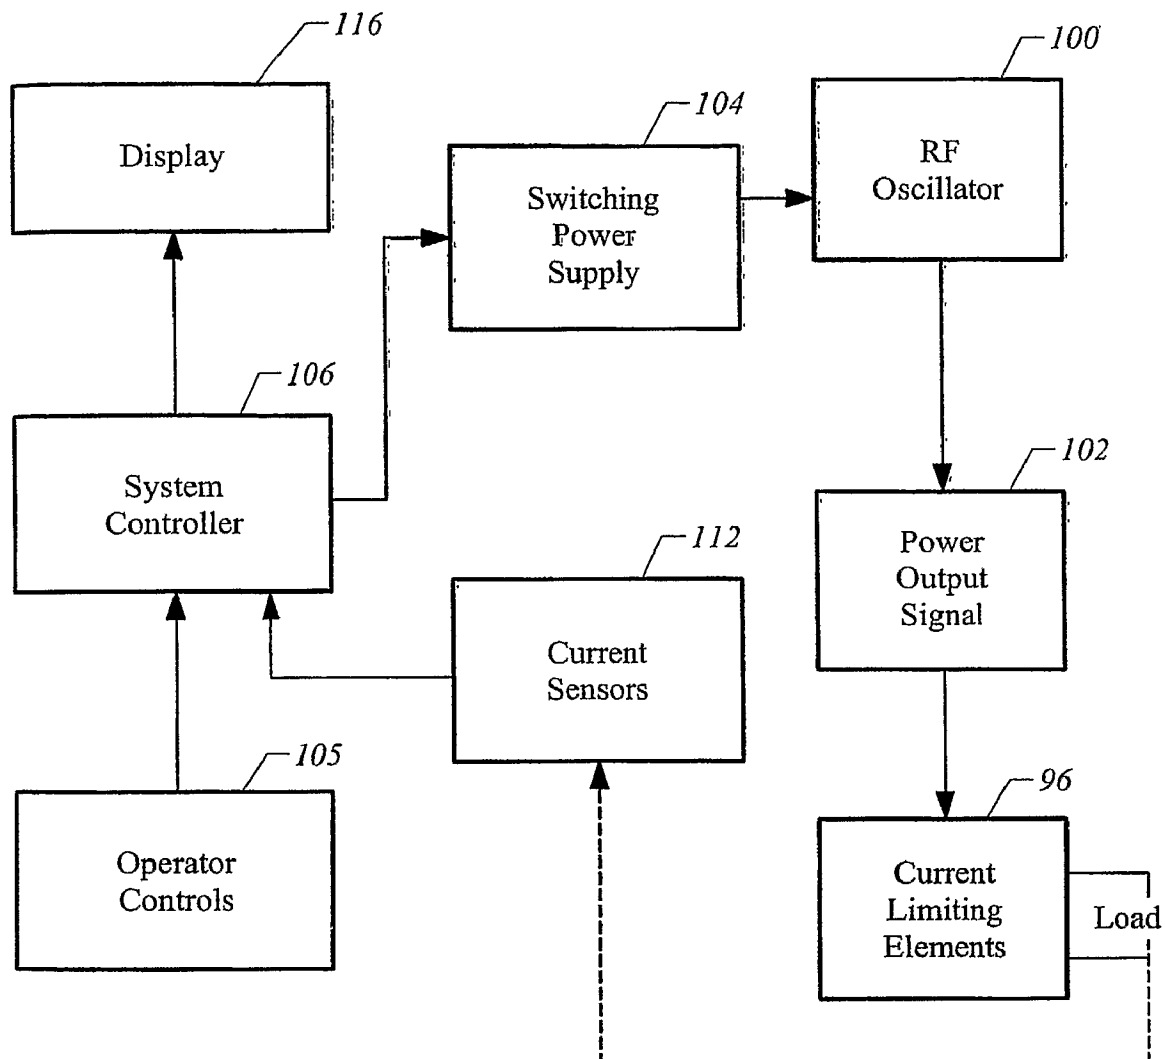 116
Display
104
Switching
Power
Supply
100
RF
Oscillator
106
System
Controller
112
Current
Sensors
102
Power
Output
Signal
105
Operator
Controls
96
Current
Limiting
Elements
Load